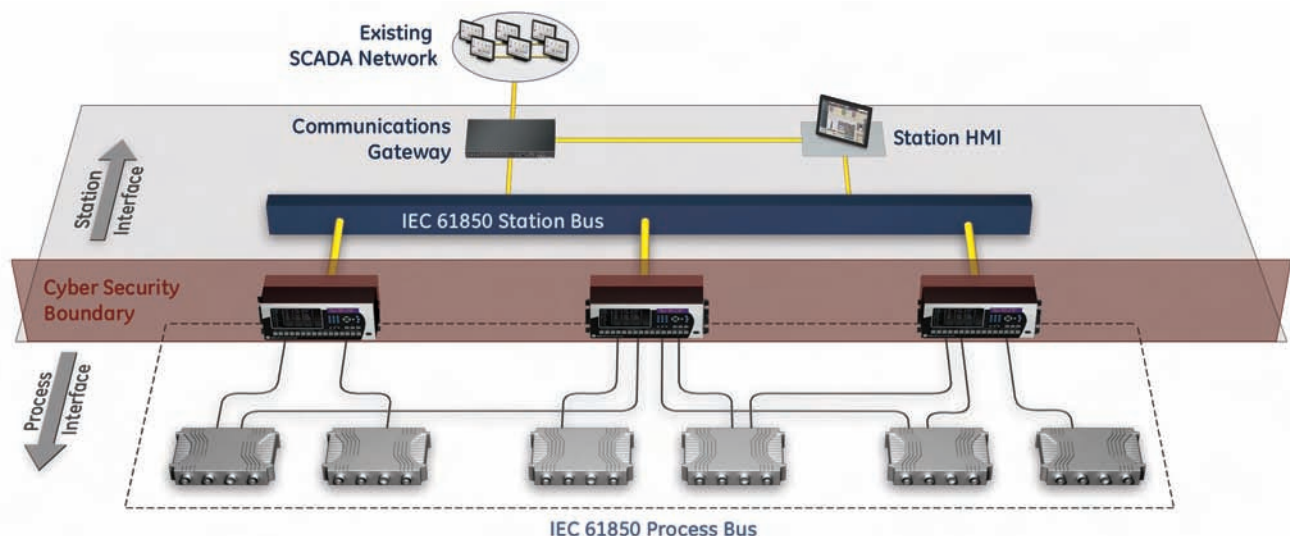 Existing
SCADA Network
Communications
Gateway
Station HMI
Station
Interface
IEC 61850 Station Bus
Cyber Security
Boundary
Process
Interface
IEC 61850 Process Bus